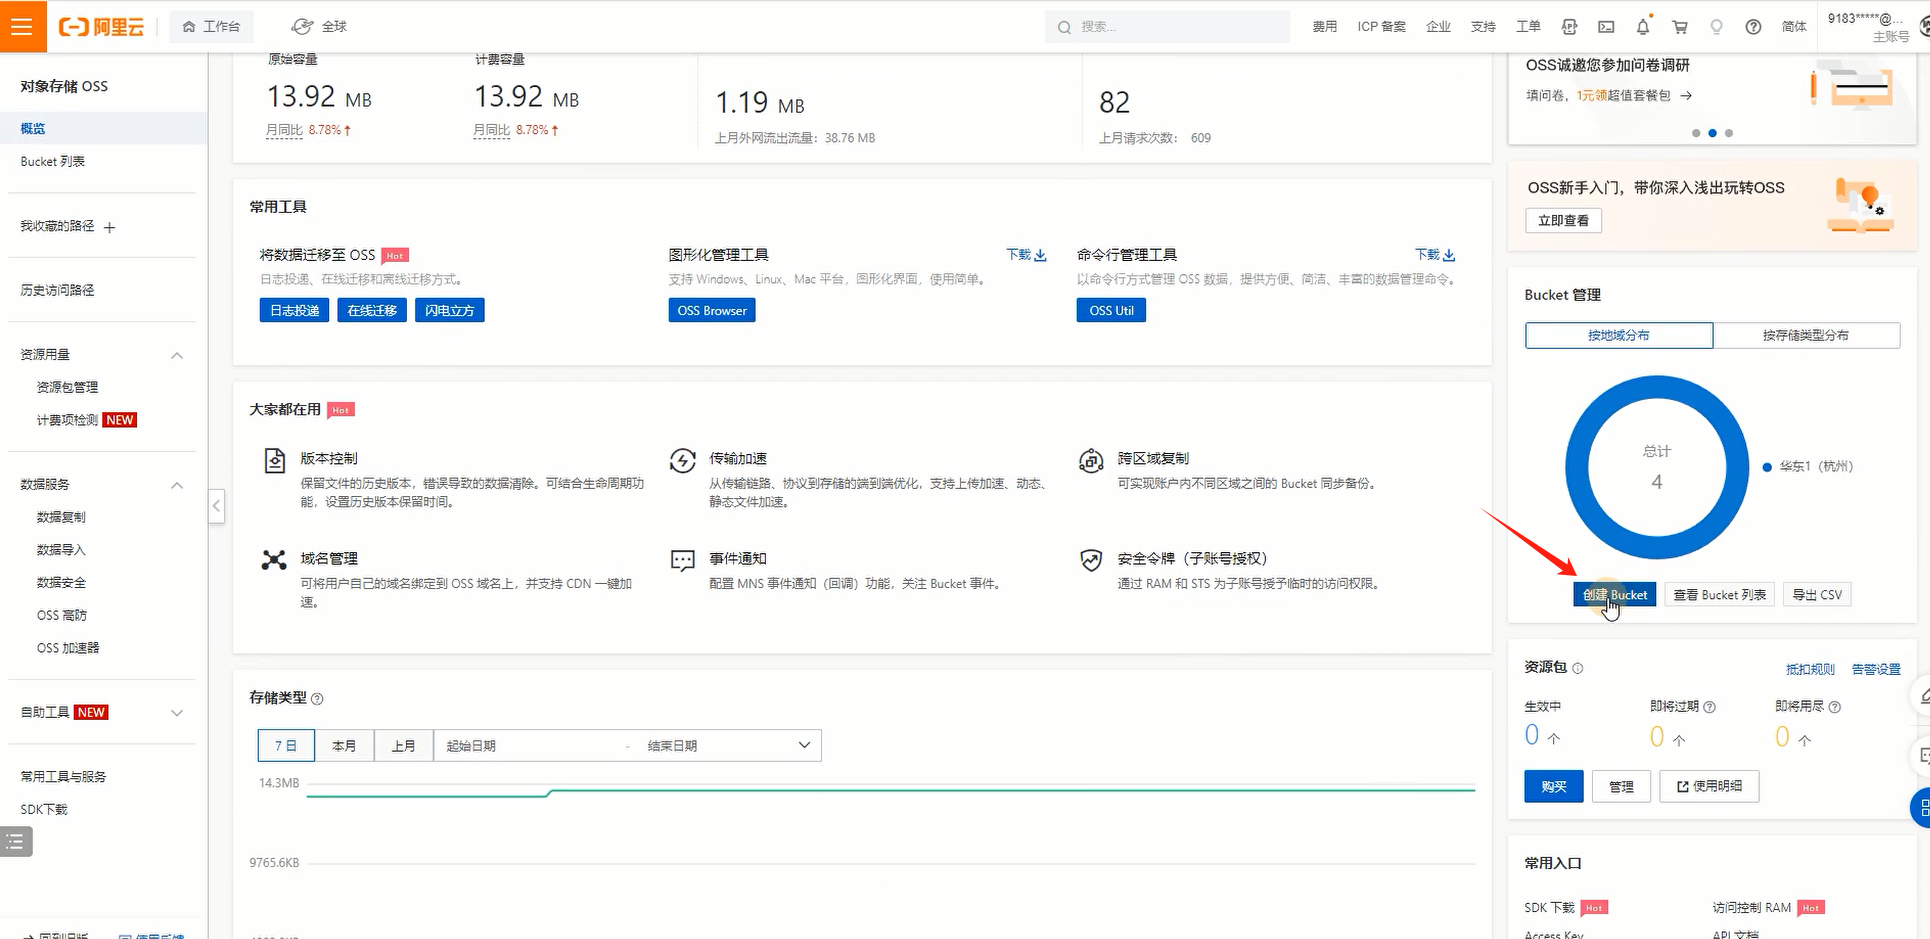 阿里云
工作台
全球
搜索...
费用
ICP 备案
企业
支持
工单
简体
9183*****@...
主账号
对象存储 OSS
概览
Bucket 列表
我收藏的路径
历史访问路径
资源用量
资源包管理
计费项检测 NEW
数据服务
数据复制
数据导入
数据安全
OSS 高防
OSS 加速器
自助工具 NEW
常用工具与服务
SDK下载
原始容量
13.92 MB
月同比 8.78%↑
计费容量
13.92 MB
月同比 8.78%↑
1.19 MB
上月外网流出流量：38.76 MB
82
上月请求次数： 609
常用工具
将数据迁移至 OSS Hot
日志投递、在线迁移和离线迁移方式。
日志投递
在线迁移
闪电立方
图形化管理工具
下载
支持 Windows、Linux、Mac 平台，图形化界面，使用简单。
OSS Browser
命令行管理工具
下载
以命令行方式管理 OSS 数据，提供方便、简洁、丰富的数据管理命令。
OSS Util
大家都在用 Hot
版本控制
保留文件的历史版本，错误导致的数据清除。可结合生命周期功
能，设置历史版本保留时间。
传输加速
从传输链路、协议到存储的端到端优化，支持上传加速、动态、
静态文件加速。
跨区域复制
可实现账户内不同区域之间的 Bucket 同步备份。
域名管理
可将用户自己的域名绑定到 OSS 域名上，并支持 CDN 一键加
速。
事件通知
配置 MNS 事件通知（回调）功能，关注 Bucket 事件。
安全令牌（子账号授权）
通过 RAM 和 STS 为子账号授予临时的访问权限。
存储类型
7 日
本月
上月
起始日期
-
结束日期
14.3MB
9765.6KB
OSS诚邀您参加问卷调研
填问卷，1元领超值套餐包 →
OSS新手入门，带你深入浅出玩转OSS
立即查看
Bucket 管理
按地域分布
按存储类型分布
总计
4
华东1（杭州）
创建 Bucket
查看 Bucket 列表
导出 CSV
资源包
抵扣规则
告警设置
生效中
0 个
即将过期
0 个
即将用尽
0 个
购买
管理
使用明细
常用入口
SDK 下载 Hot
访问控制 RAM Hot
Access Key
API 文档